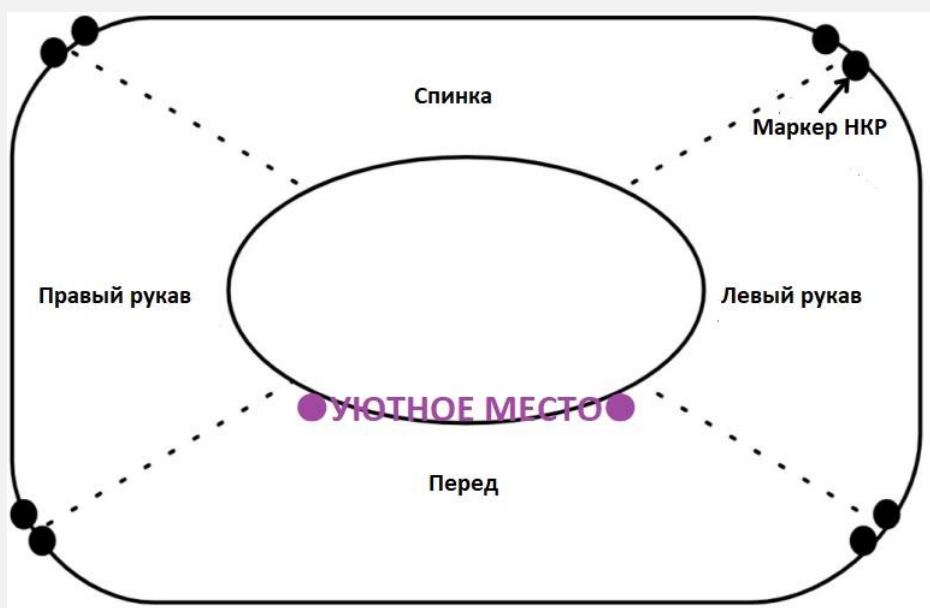 Спинка
Маркер НКР
Правый рукав
Левый рукав
●УЮТНОЕ МЕСТО●
Перед